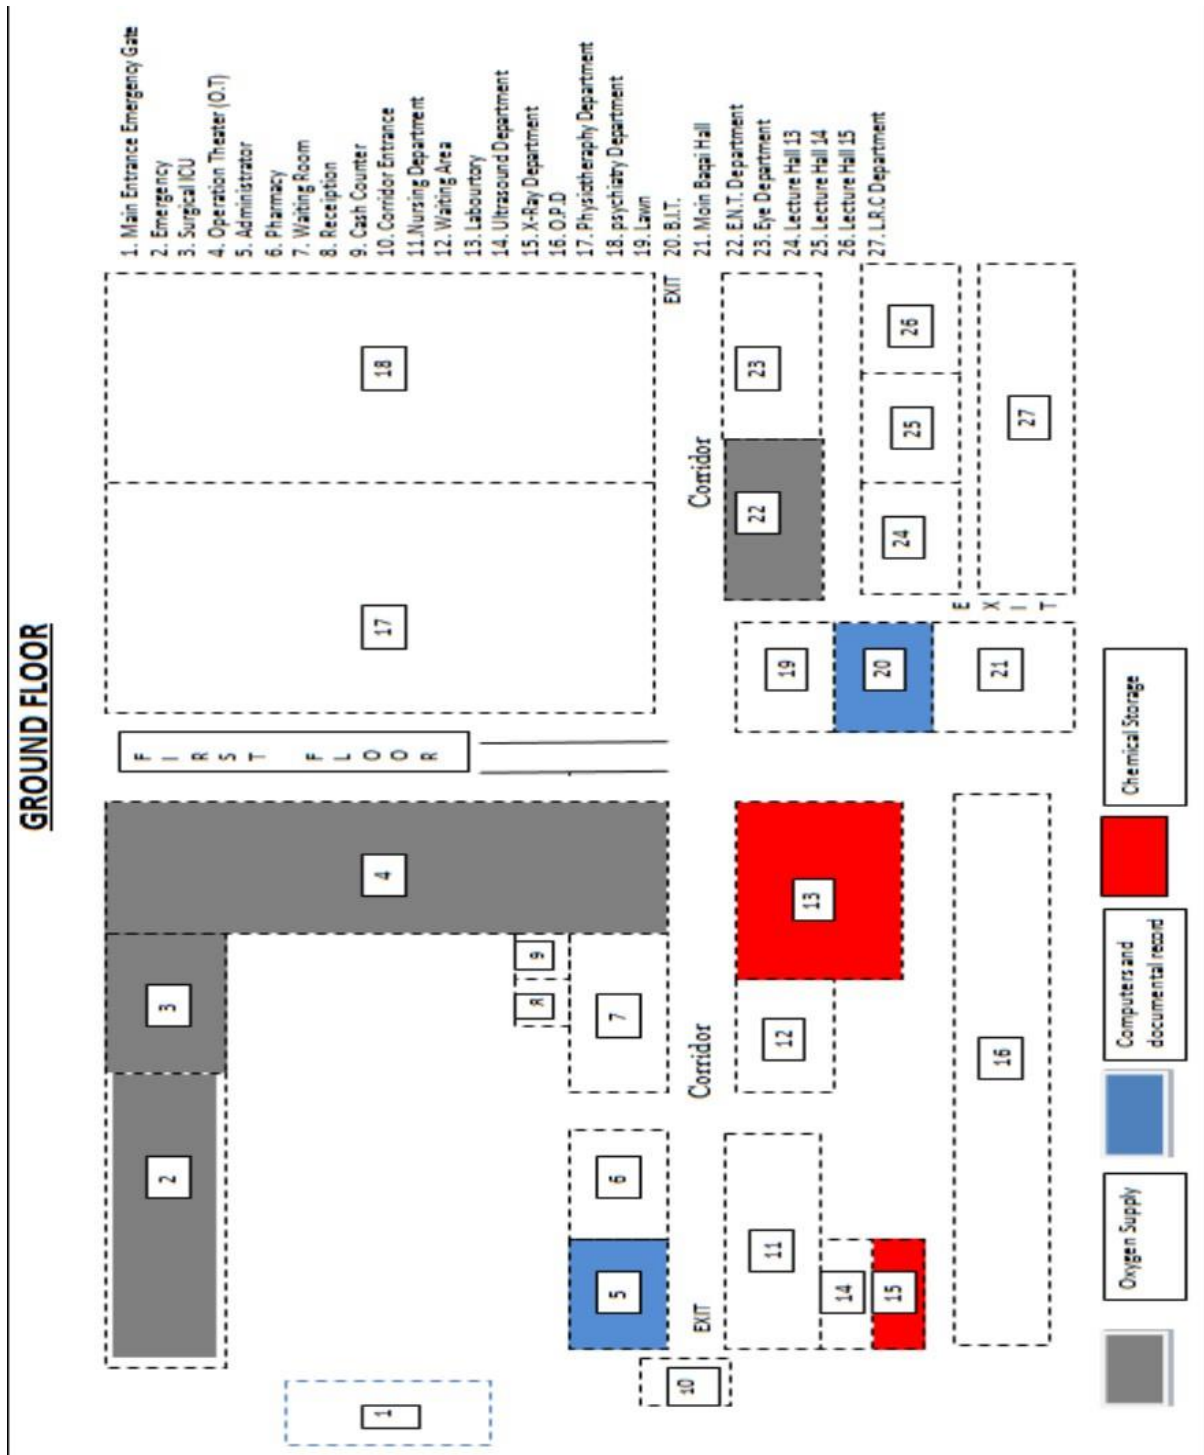 GROUND FLOOR
1. Main Entrance Emergency Gate
2. Emergency
3. Surgical ICU
4. Operation Theater (O.T)
5. Administrator
6. Pharmacy
7. Waiting Room
8. Receiption
9. Cash Counter
10. Corridor Entrance
11.Nursing Department
12. Waiting Area
13. Labourtory
14. Ultrasound Department
15. X-Ray Department
16. O.P.D
17. Physiotheraphy Department
18. psychiatry Department
19. Lawn
20. B.I.T.
21. Moin Baqai Hall
22. E.N.T. Department
23. Eye Department
24. Lecture Hall 13
25. Lecture Hall 14
26. Lecture Hall 15
27. L.R.C Department
1
2
3
4
FIRST FLOOR
17
18
8
9
5
6
7
10
EXIT
Corridor
Corridor
EXIT
11
12
13
14
15
16
19
20
21
22
23
24
25
26
EXIT
27
Oxygen Supply
Computers and
documental record
Chemical Storage